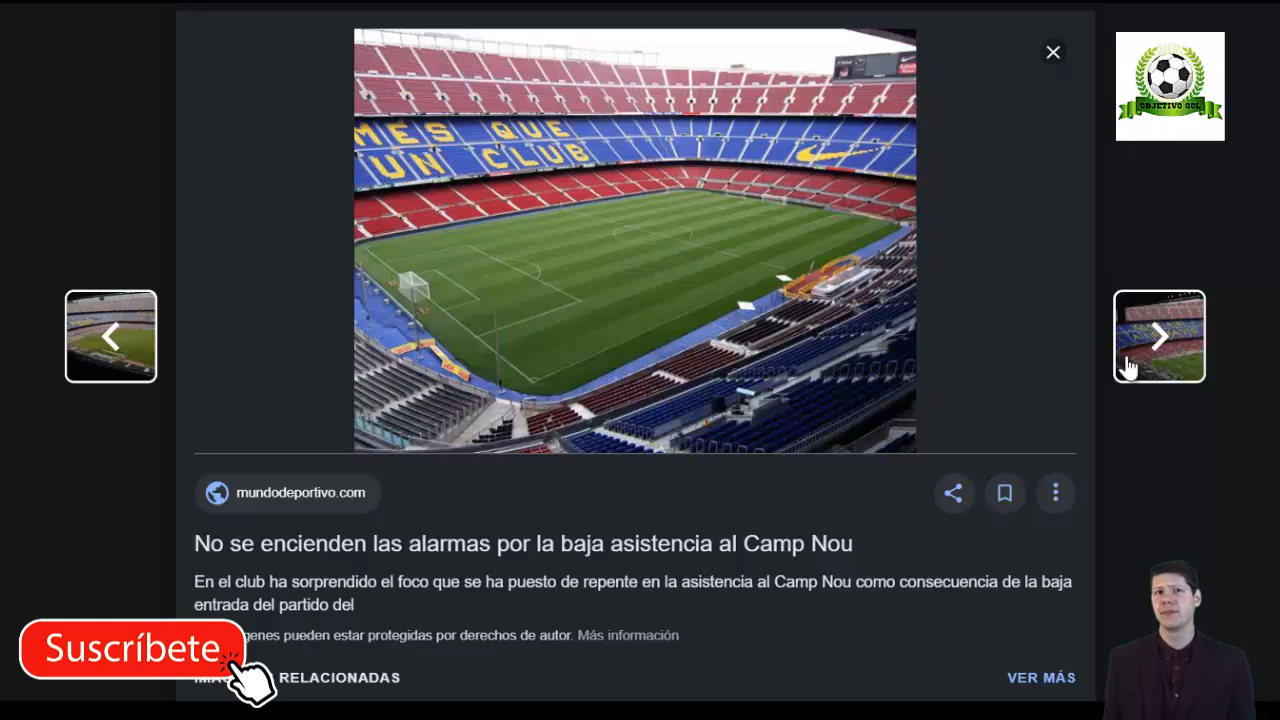 OBJETIVO GOL
MÉS QUE
UN CLUB
mundodeportivo.com
No se encienden las alarmas por la baja asistencia al Camp Nou
En el club ha sorprendido el foco que se ha puesto de repente en la asistencia al Camp Nou como consecuencia de la baja
entrada del partido del
genes pueden estar protegidas por derechos de autor. Más información
Suscríbete
RELACIONADAS
VER MÁS